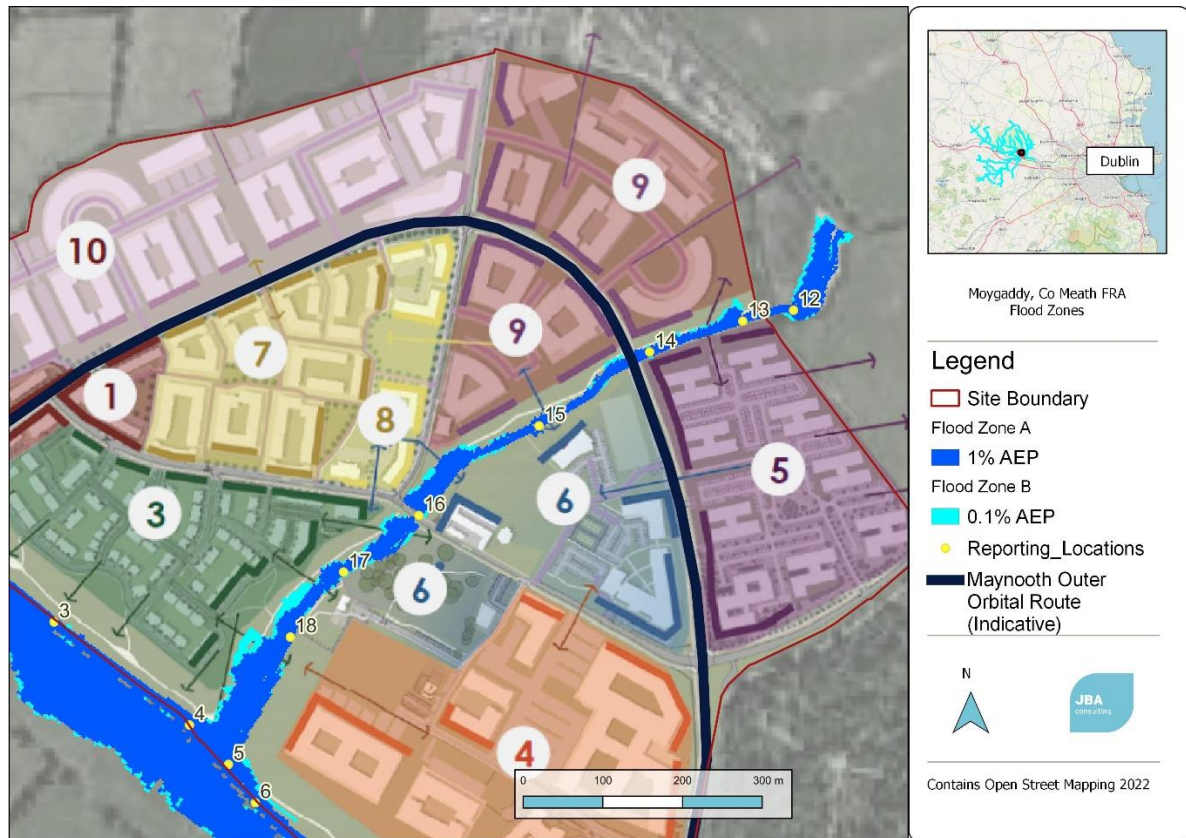 10
9
7
9
1
8
3
5
6
6
4
12
13
14
15
16
17
18
3
4
5
6
0 100 200 300 m
Dublin
Moygaddy, Co Meath FRA
Flood Zones
Legend
Site Boundary
Flood Zone A
1% AEP
Flood Zone B
0.1% AEP
Reporting_Locations
Maynooth Outer
Orbital Route
(Indicative)
N
JBA
consulting
Contains Open Street Mapping 2022